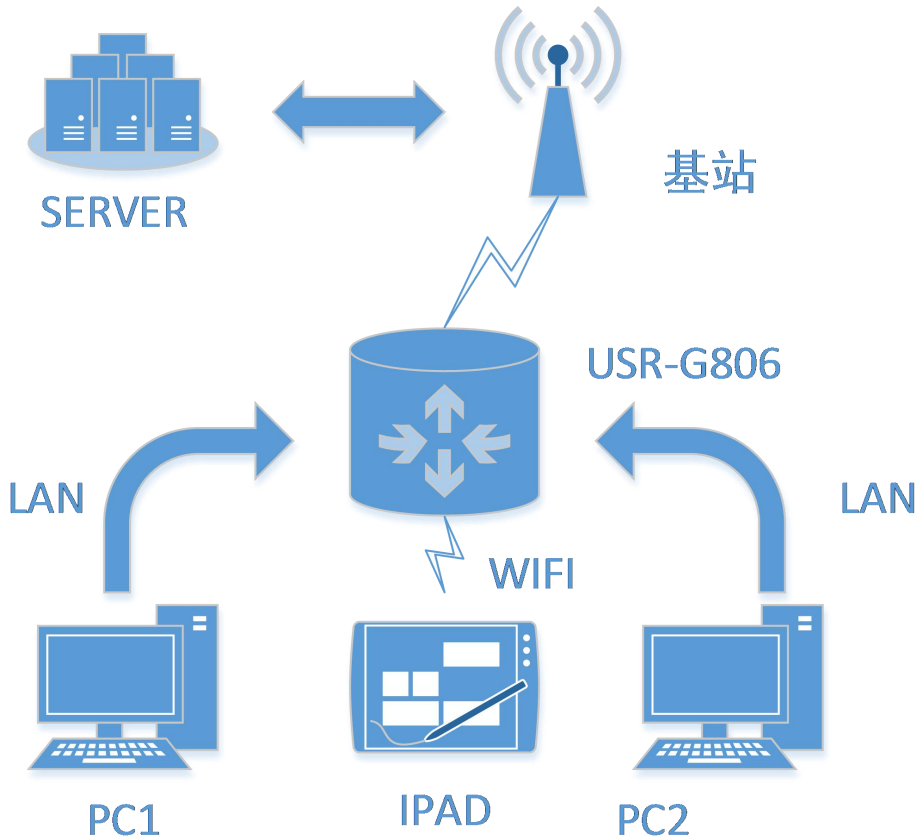 SERVER
基站
USR-G806
LAN
LAN
WIFI
PC1
IPAD
PC2